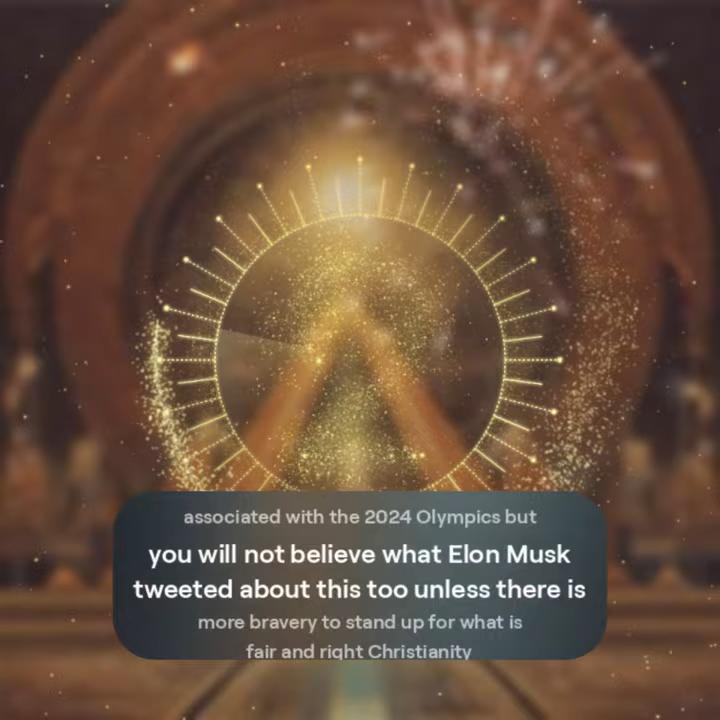 associated with the 2024 Olympics but
you will not believe what Elon Musk
tweeted about this too unless there is
more bravery to stand up for what is
fair and right Christianity